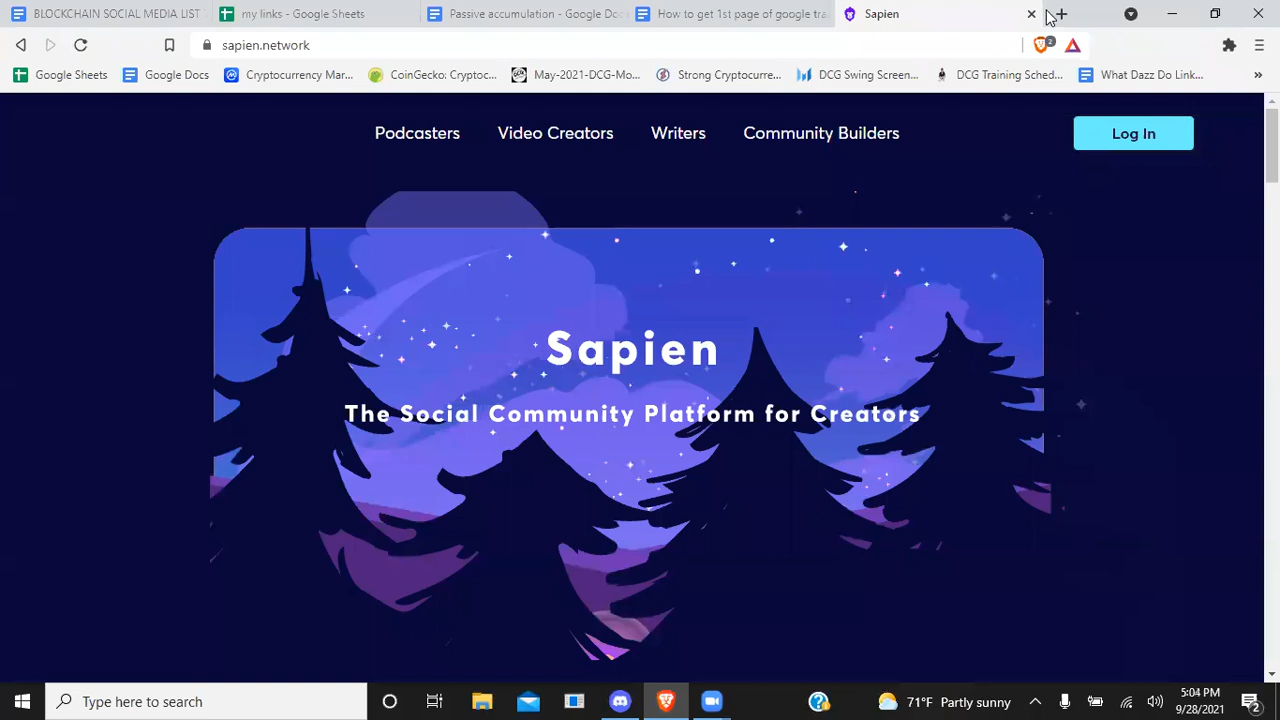 BLOCKCHAIN SOCIAL MEDIA LIST
my links - Google Sheets
Passive accumulation - Google Doc
How to get 1st page of google tra
Sapien
sapien.network
2
Google Sheets
Google Docs
Cryptocurrency Mar...
CoinGecko: Cryptoc...
May-2021-DCG-Mo...
Strong Cryptocurre...
DCG Swing Screen...
DCG Training Sched...
What Dazz Do Link...
»
Podcasters
Video Creators
Writers
Community Builders
Log In
Sapien
The Social Community Platform for Creators
Type here to search
71°F Partly sunny
5:04 PM
9/28/2021
2